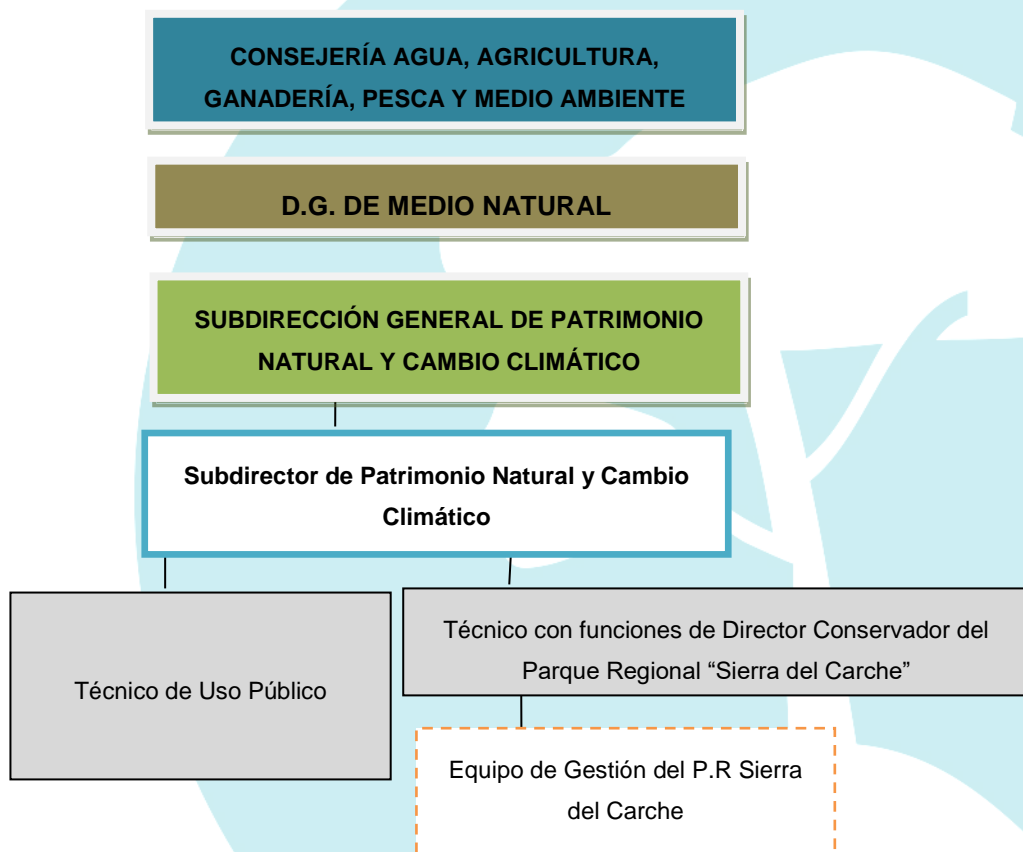 CONSEJERÍA AGUA, AGRICULTURA,
GANADERÍA, PESCA Y MEDIO AMBIENTE
D.G. DE MEDIO NATURAL
SUBDIRECCIÓN GENERAL DE PATRIMONIO
NATURAL Y CAMBIO CLIMÁTICO
Subdirector de Patrimonio Natural y Cambio
Climático
Técnico de Uso Público
Técnico con funciones de Director Conservador del
Parque Regional “Sierra del Carche”
Equipo de Gestión del P.R Sierra
del Carche